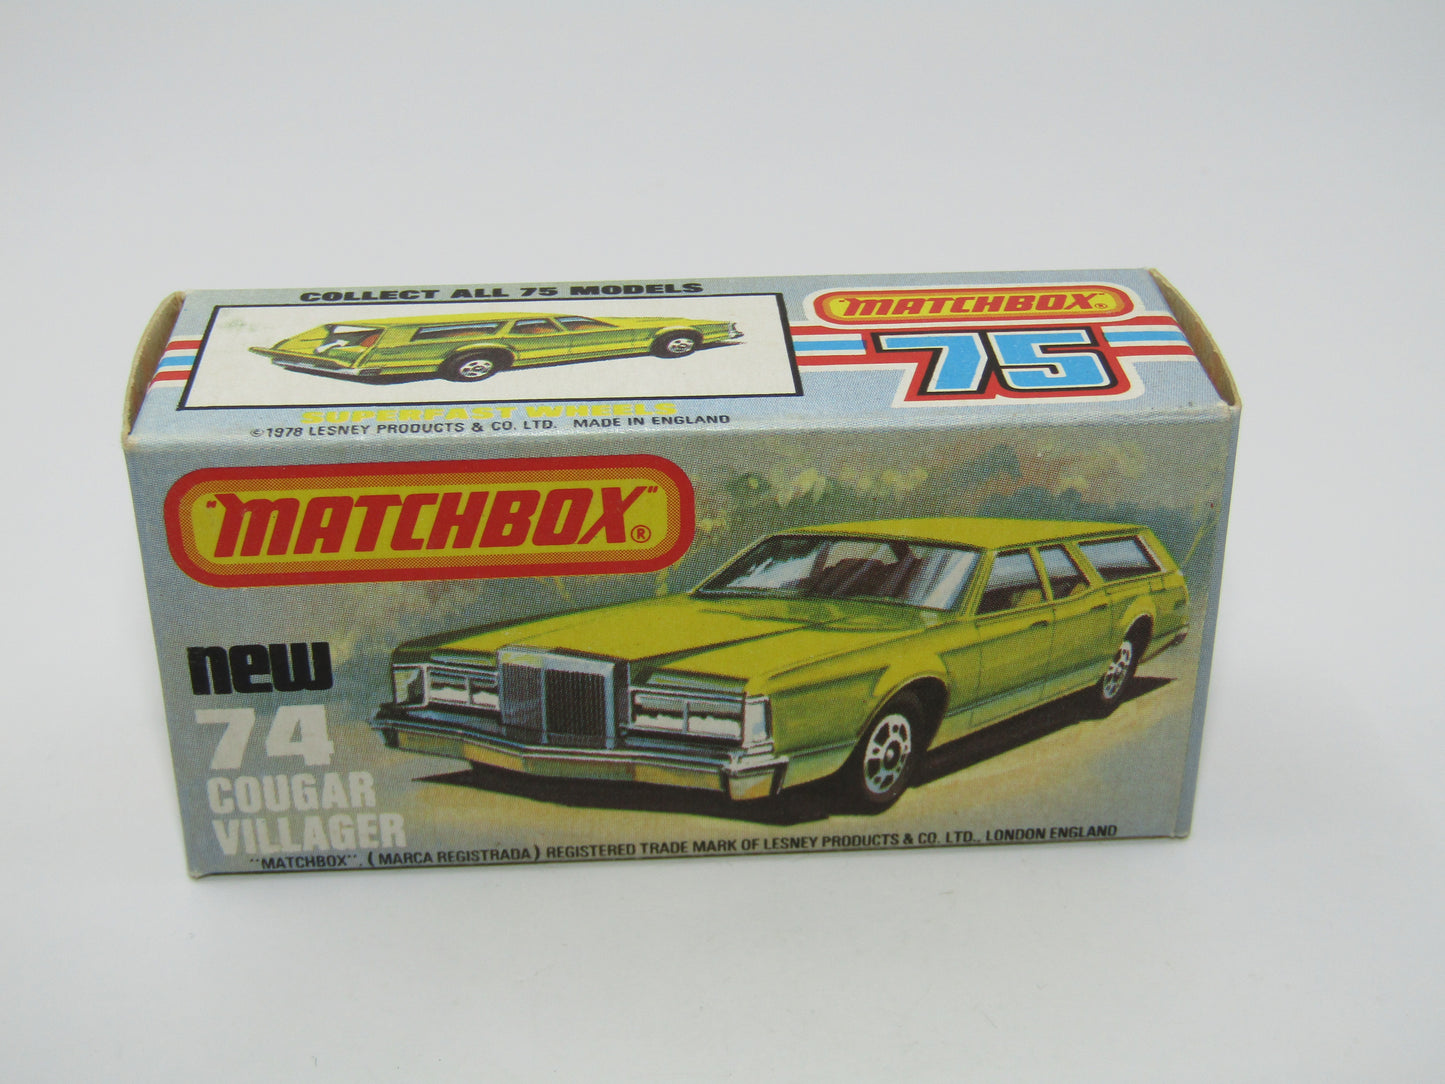 COLLECT ALL 75 MODELS
"MATCHBOX"®
75
SUPERFAST WHEELS
©1978 LESNEY PRODUCTS & CO. LTD. MADE IN ENGLAND
"MATCHBOX"®
new
74
COUGAR
VILLAGER
"MATCHBOX". (MARCA REGISTRADA) REGISTERED TRADE MARK OF LESNEY PRODUCTS & CO. LTD., LONDON ENGLAND